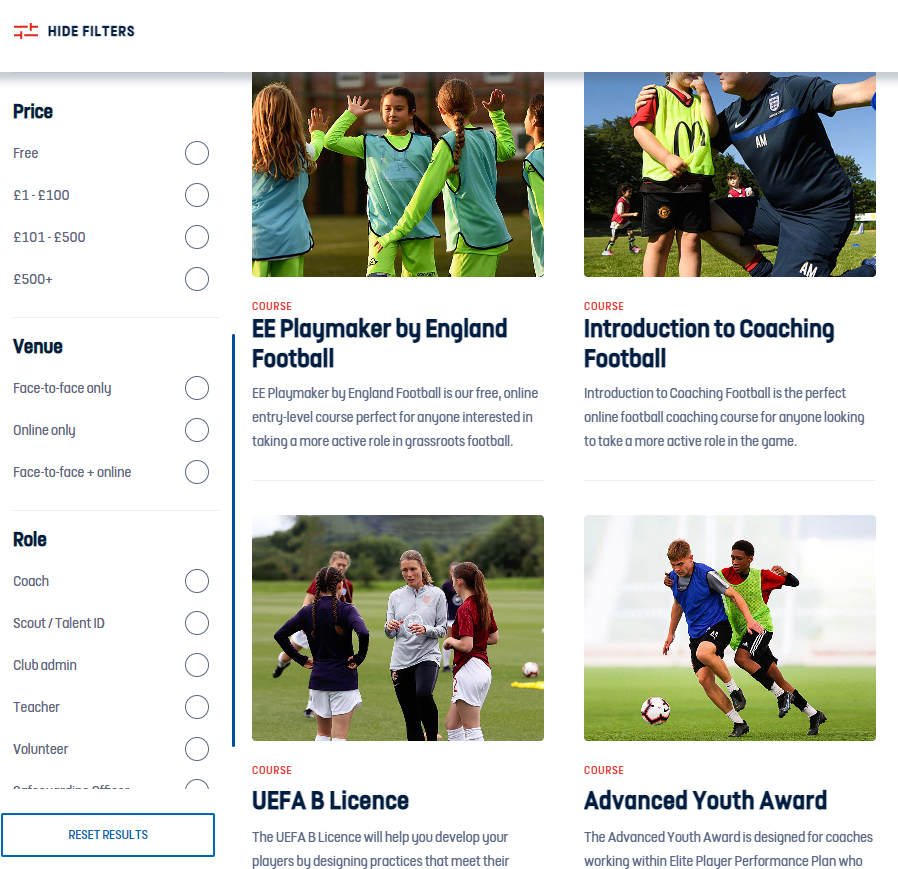 HIDE FILTERS
Price
Free
£1 - £100
£101 - £500
£500+
Venue
Face-to-face only
Online only
Face-to-face + online
Role
Coach
Scout / Talent ID
Club admin
Teacher
Volunteer
Safeguarding Officer
RESET RESULTS
COURSE
EE Playmaker by England
Football
EE Playmaker by England Football is our free, online
entry-level course perfect for anyone interested in
taking a more active role in grassroots football.
AM
AM
COURSE
Introduction to Coaching
Football
Introduction to Coaching Football is the perfect
online football coaching course for anyone looking
to take a more active role in the game.
COURSE
UEFA B Licence
The UEFA B Licence will help you develop your
players by designing practices that meet their
COURSE
Advanced Youth Award
The Advanced Youth Award is designed for coaches
working within Elite Player Performance Plan who